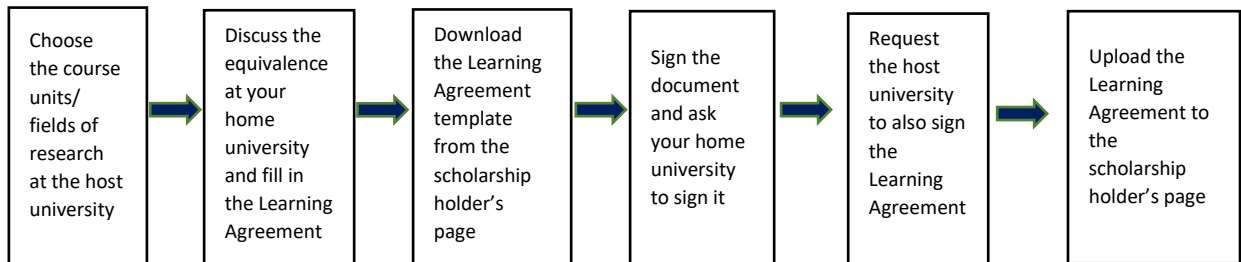 Choose
the course
units/
fields of
research
at the host
university
Discuss the
equivalence
at your
home
university
and fill in
the Learning
Agreement
Download
the Learning
Agreement
template
from the
scholarship
holder's
page
Sign the
document
and ask
your home
university
to sign it
Request
the host
university
to also sign
the
Learning
Agreement
Upload the
Learning
Agreement to
the
scholarship
holder's page